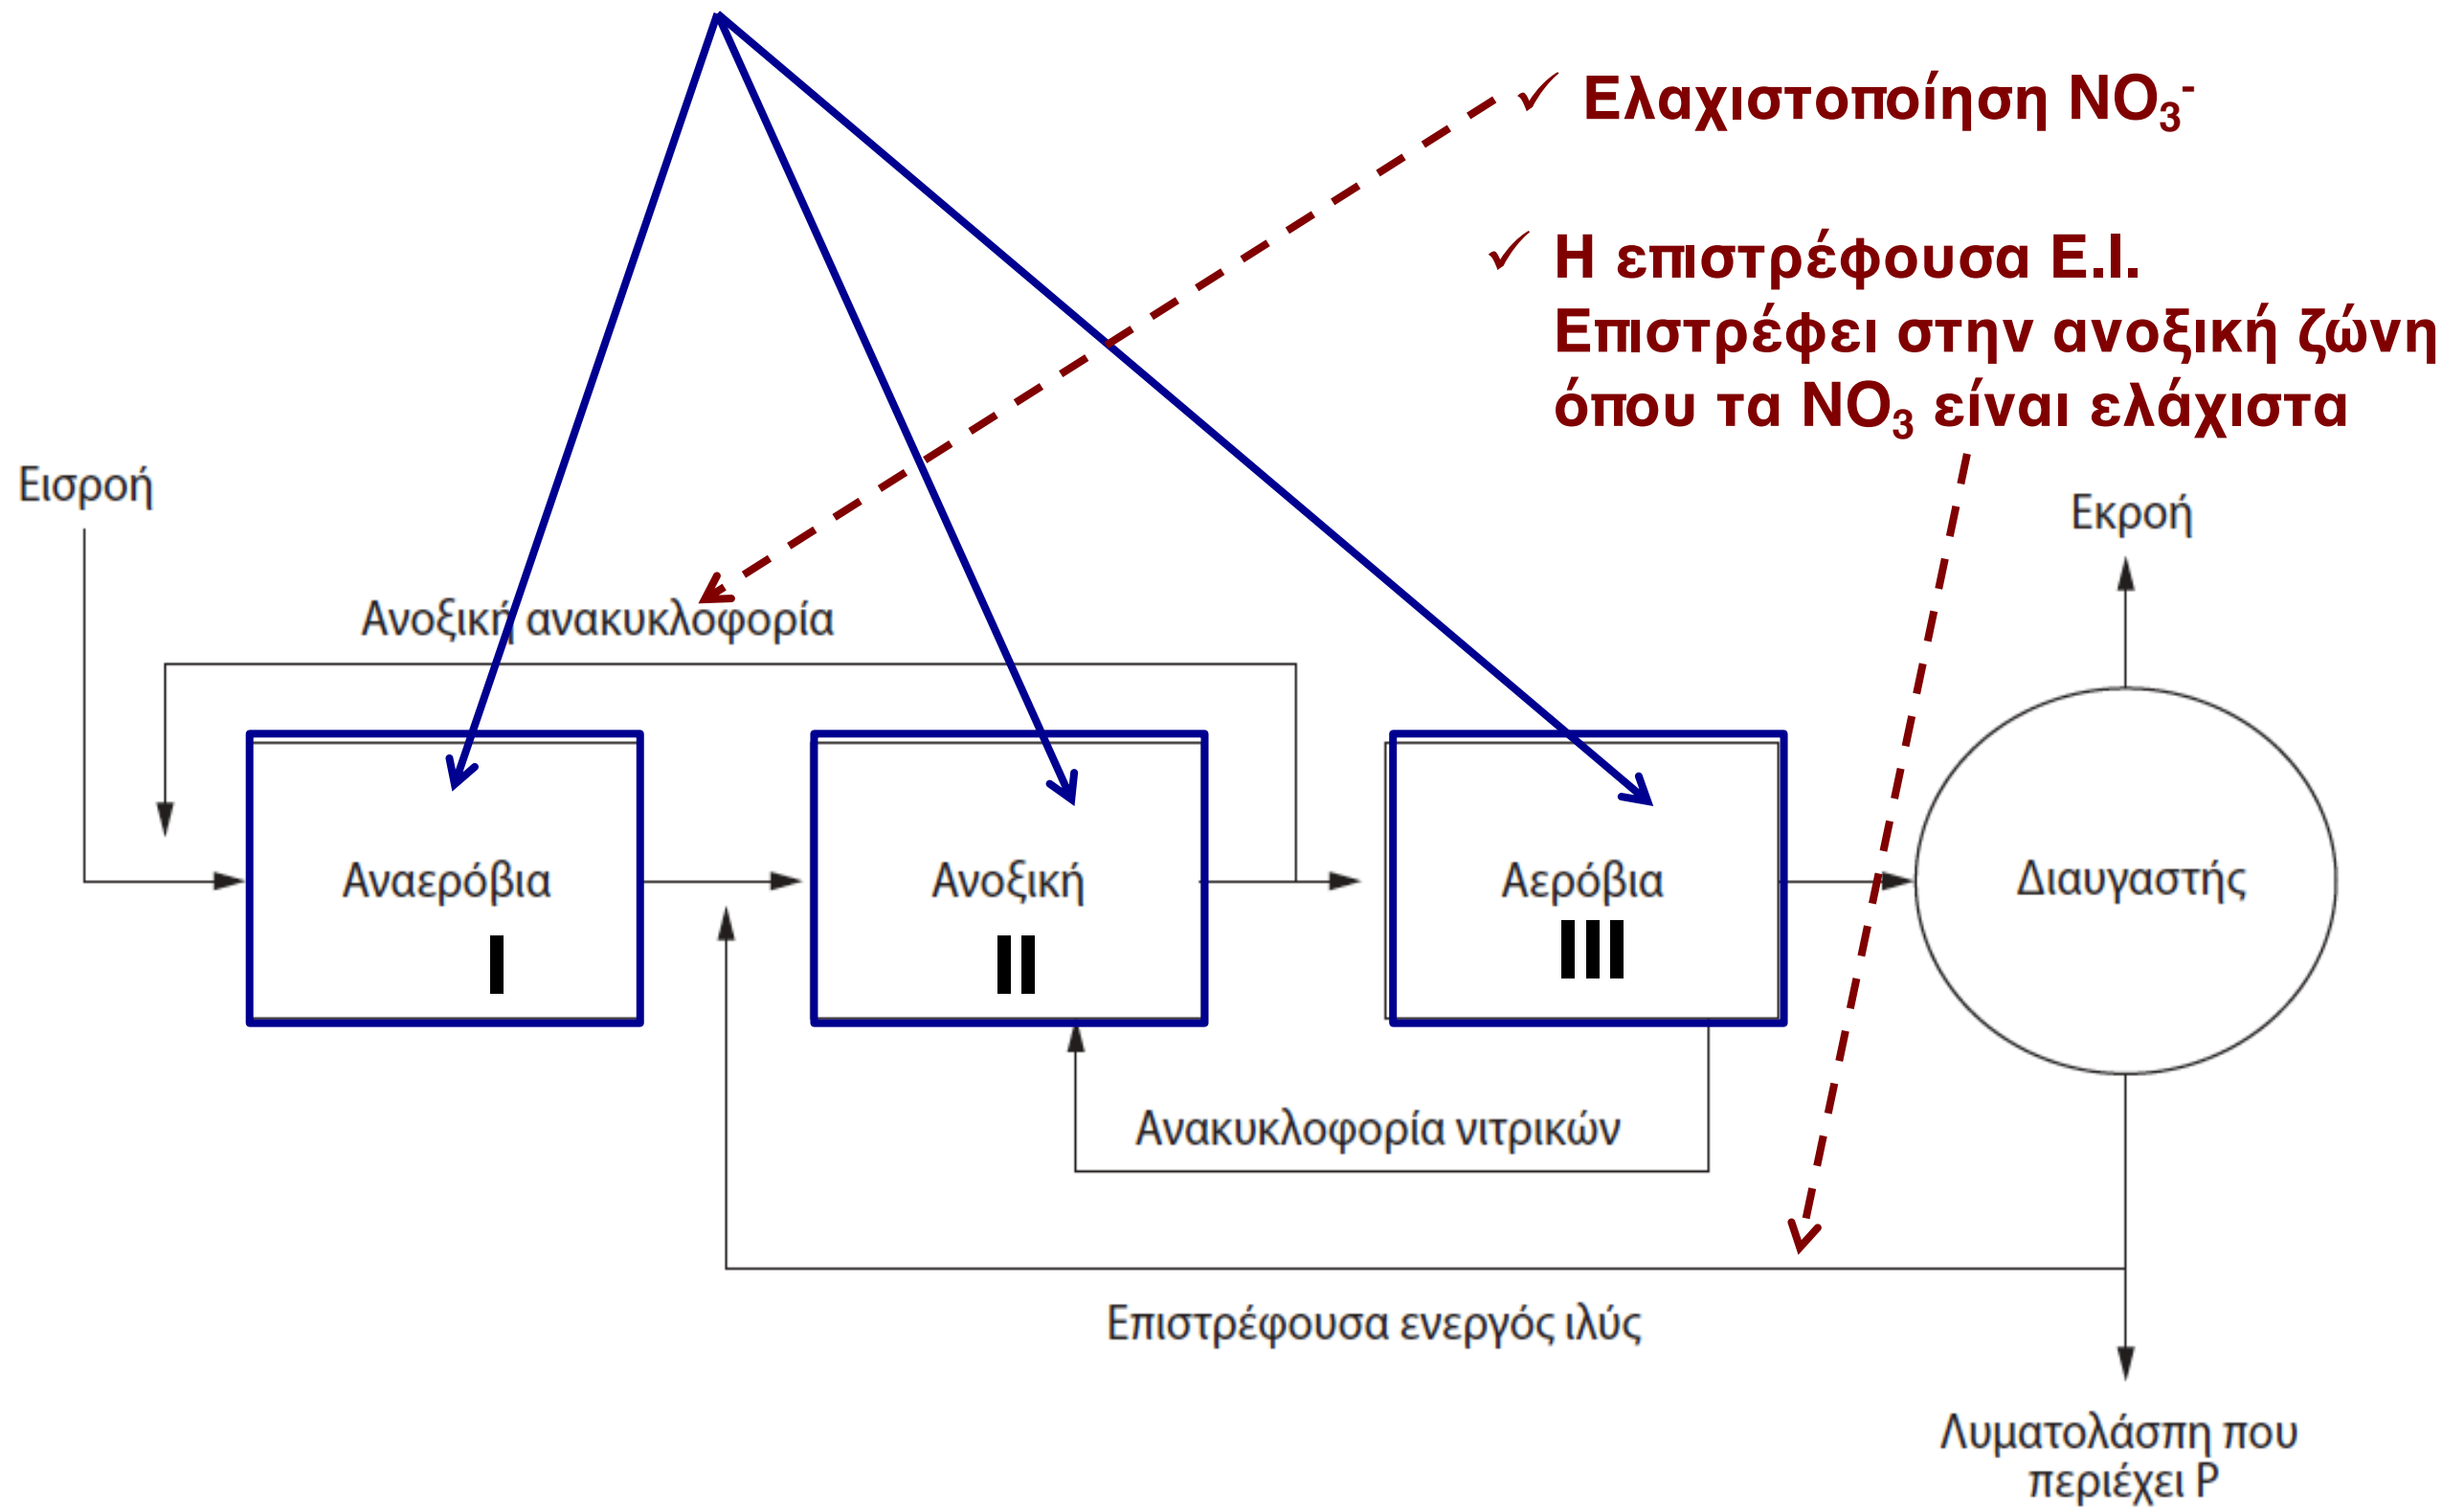 ✓ Ελαχιστοποίηση NO₃⁻
✓ Η επιστρέφουσα Ε.Ι.
Επιστρέφει στην ανοξική ζώνη
όπου τα NO₃ είναι ελάχιστα
Εισροή
Εκροή
Ανοξική ανακυκλοφορία
Αναερόβια
I
Ανοξική
II
Αερόβια
III
Διαυγαστής
Ανακυκλοφορία νιτρικών
Επιστρέφουσα ενεργός ιλύς
Λυματολάσπη που
περιέχει P